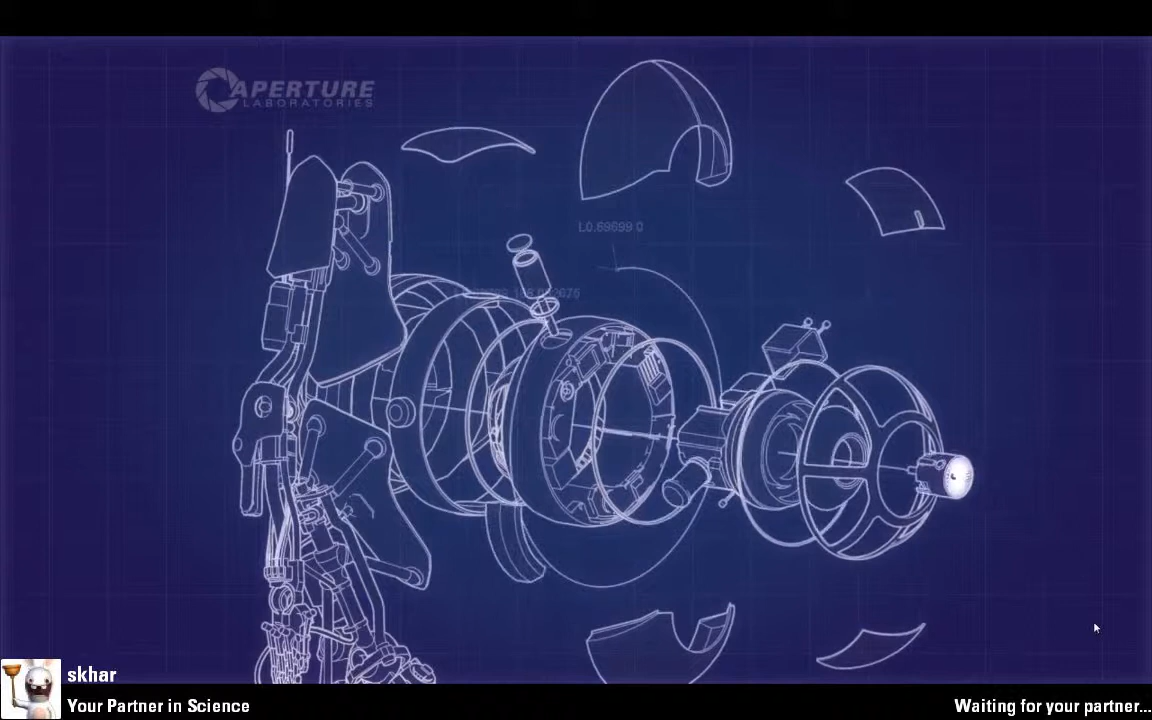 APERTURE
LABORATORIES
L0.69699 0
skhar
Your Partner in Science
Waiting for your partner...